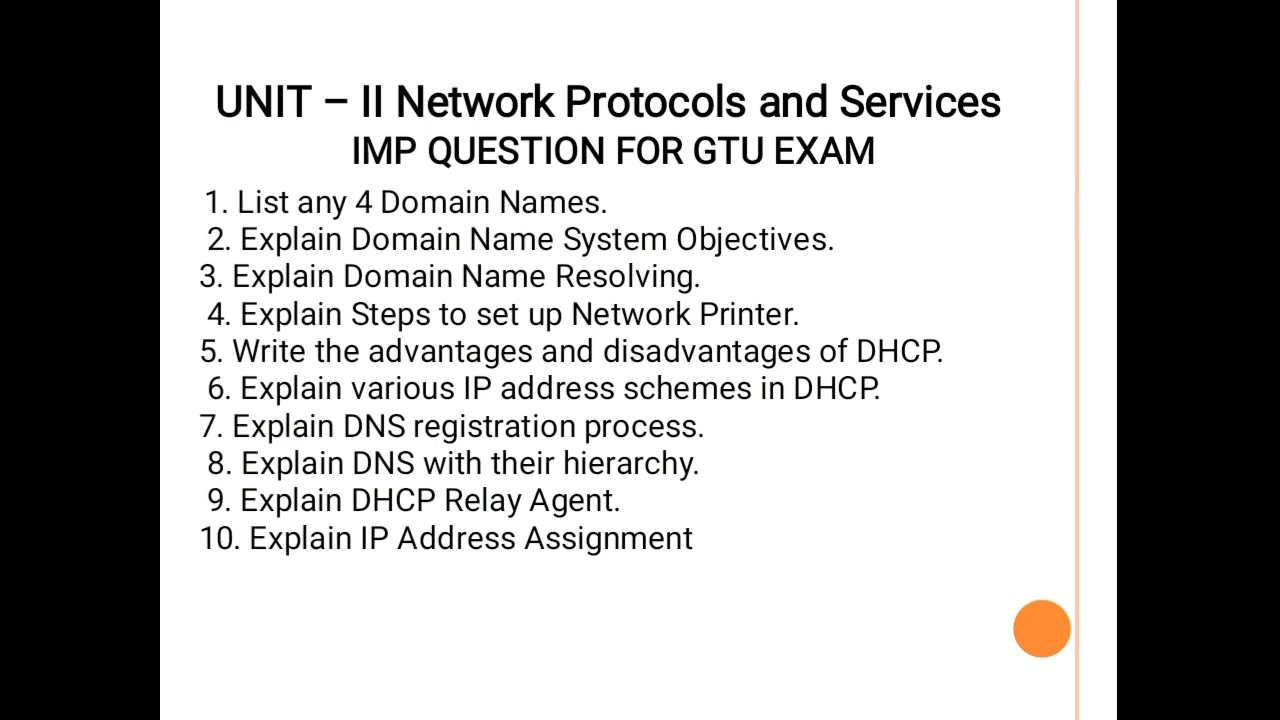 UNIT – II Network Protocols and Services
IMP QUESTION FOR GTU EXAM
1. List any 4 Domain Names.
2. Explain Domain Name System Objectives.
3. Explain Domain Name Resolving.
4. Explain Steps to set up Network Printer.
5. Write the advantages and disadvantages of DHCP.
6. Explain various IP address schemes in DHCP.
7. Explain DNS registration process.
8. Explain DNS with their hierarchy.
9. Explain DHCP Relay Agent.
10. Explain IP Address Assignment